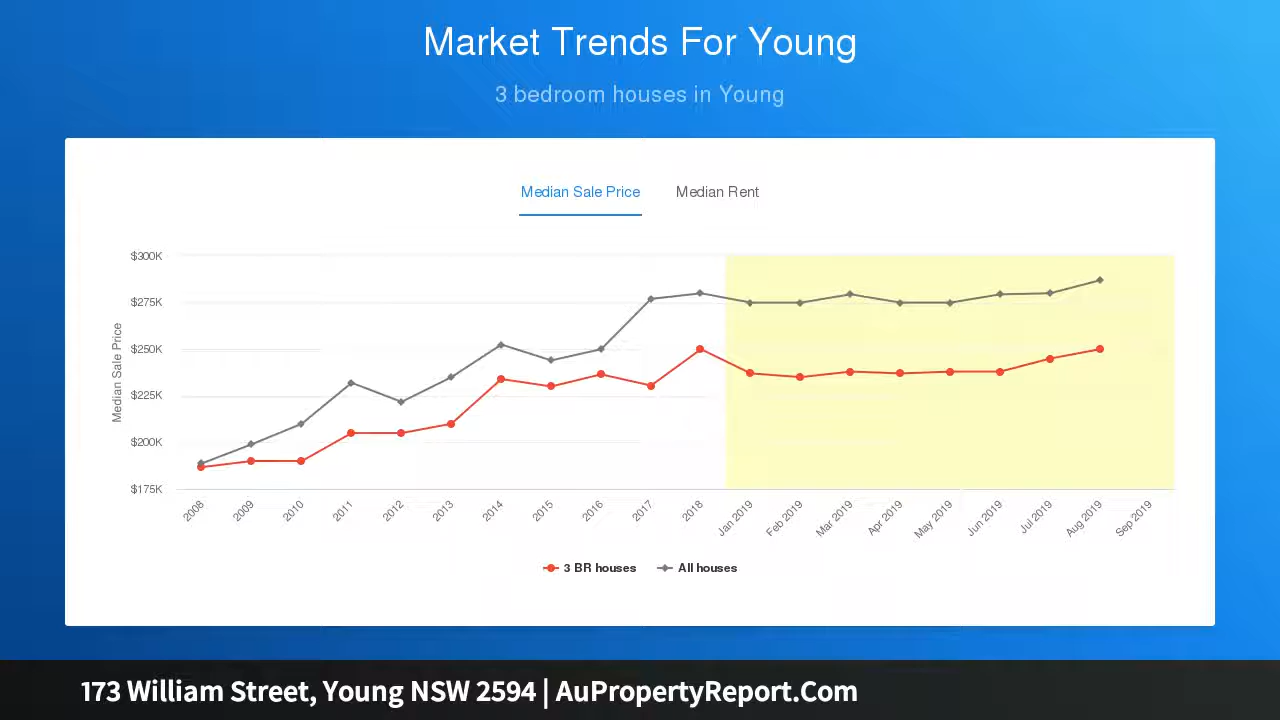 Market Trends For Young
3 bedroom houses in Young
Median Sale Price Median Rent
$300K
$275K
$250K
$225K
$200K
$175K
Median Sale Price
2008 2009 2010 2011 2012 2013 2014 2015 2016 2017 2018 Jan 2019 Feb 2019 Mar 2019 Apr 2019 May 2019 Jun 2019 Jul 2019 Aug 2019 Sep 2019
3 BR houses All houses
173 William Street, Young NSW 2594 | AuPropertyReport.Com